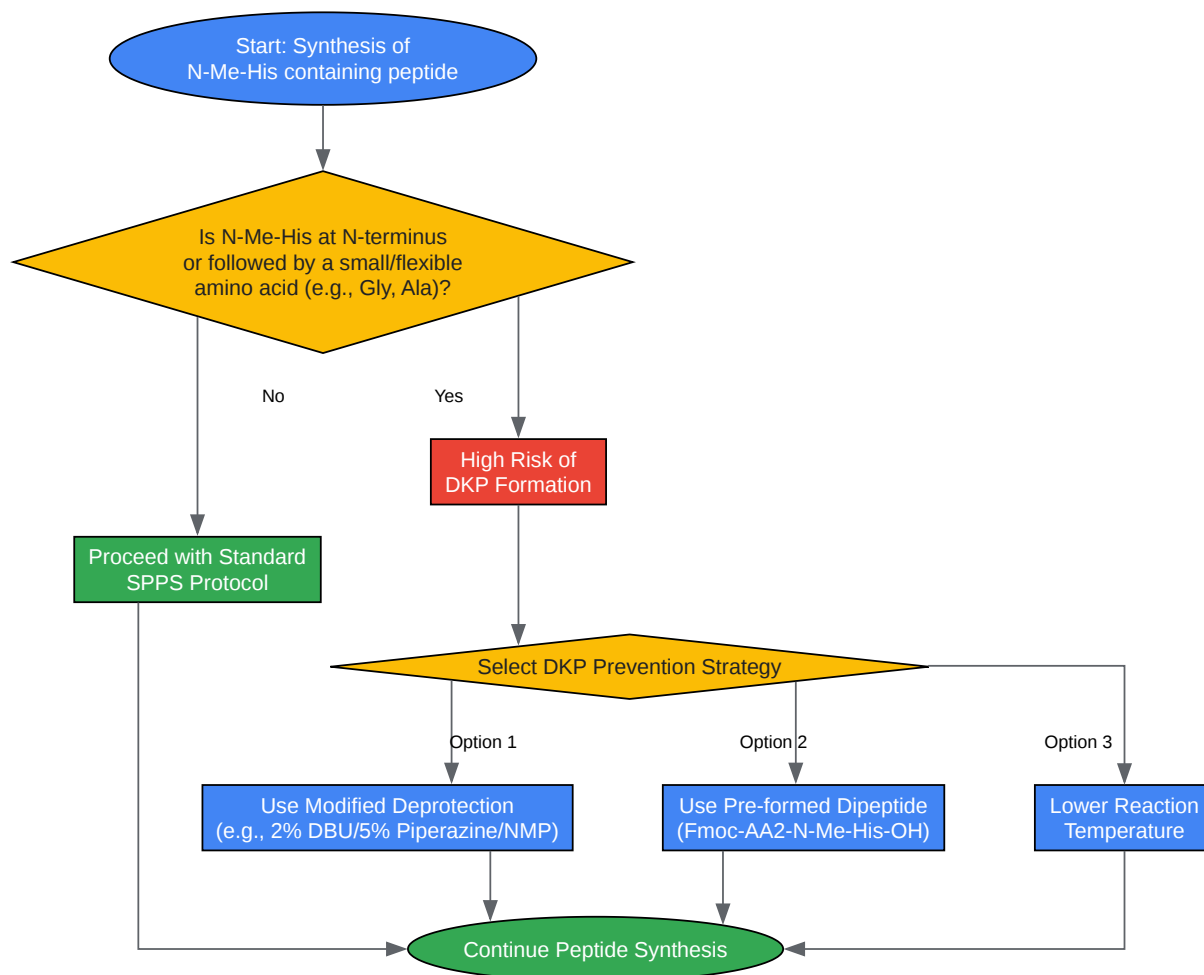 Start: Synthesis of
N-Me-His containing peptide
Is N-Me-His at N-terminus
or followed by a small/flexible
amino acid (e.g., Gly, Ala)?
No
Yes
High Risk of
DKP Formation
Proceed with Standard
SPPS Protocol
Select DKP Prevention Strategy
Option 1
Option 2
Option 3
Use Modified Deprotection
(e.g., 2% DBU/5% Piperazine/NMP)
Use Pre-formed Dipeptide
(Fmoc-AA2-N-Me-His-OH)
Lower Reaction
Temperature
Continue Peptide Synthesis